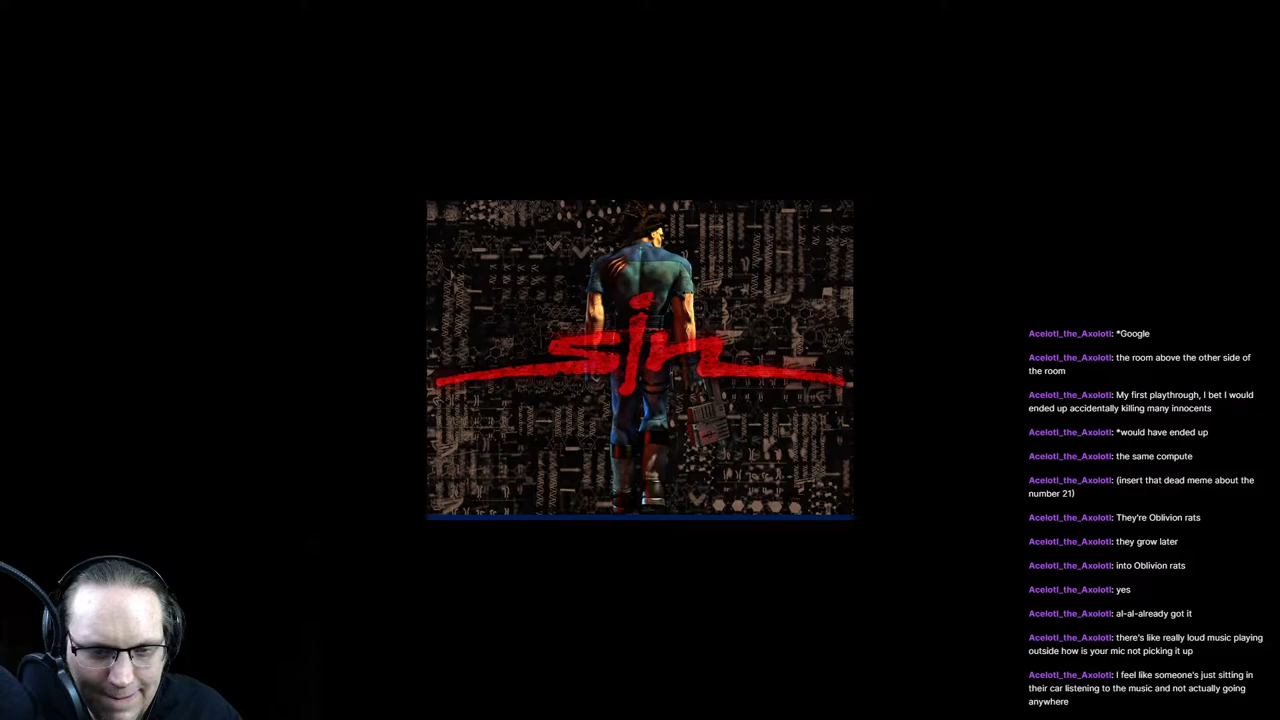 sin
Acelotl_the_Axolotl: *Google
Acelotl_the_Axolotl: the room above the other side of
the room
Acelotl_the_Axolotl: My first playthrough, I bet I would
ended up accidentally killing many innocents
Acelotl_the_Axolotl: *would have ended up
Acelotl_the_Axolotl: the same compute
Acelotl_the_Axolotl: (insert that dead meme about the
number 21)
Acelotl_the_Axolotl: They're Oblivion rats
Acelotl_the_Axolotl: they grow later
Acelotl_the_Axolotl: into Oblivion rats
Acelotl_the_Axolotl: yes
Acelotl_the_Axolotl: al-al-already got it
Acelotl_the_Axolotl: there's like really loud music playing
outside how is your mic not picking it up
Acelotl_the_Axolotl: I feel like someone's just sitting in
their car listening to the music and not actually going
anywhere